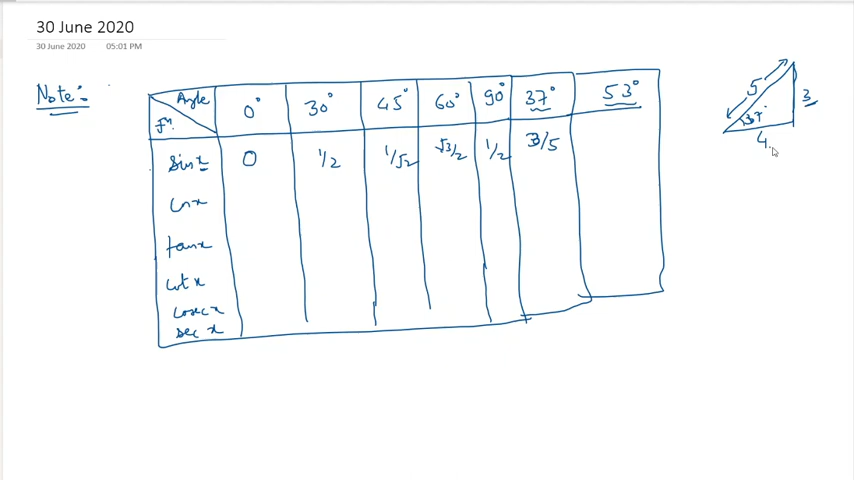 30 June 2020
30 June 2020 05:01 PM
Note:-
Angle 0° 30° 45° 60° 90° 37° 53°
Fⁿ.
sin x 0 1/2 1/√2 √3/2 1/2 3/5
cos x
tan x
cot x
cosec x
sec x
5
37°
3
4